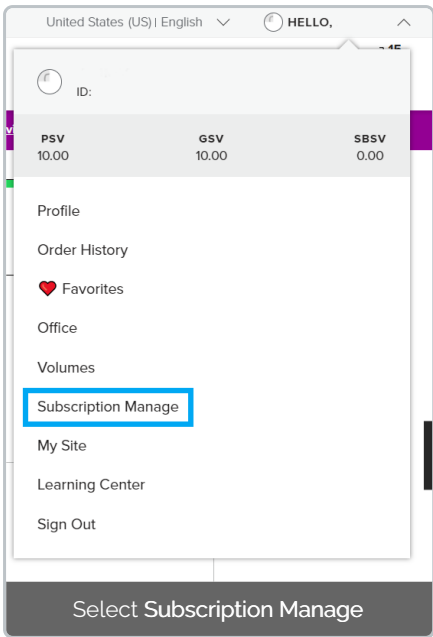 United States (US) | English
HELLO,
ID:
PSV GSV SBSV
10.00 10.00 0.00
Profile
Order History
Favorites
Office
Volumes
Subscription Manage
My Site
Learning Center
Sign Out
Select Subscription Manage